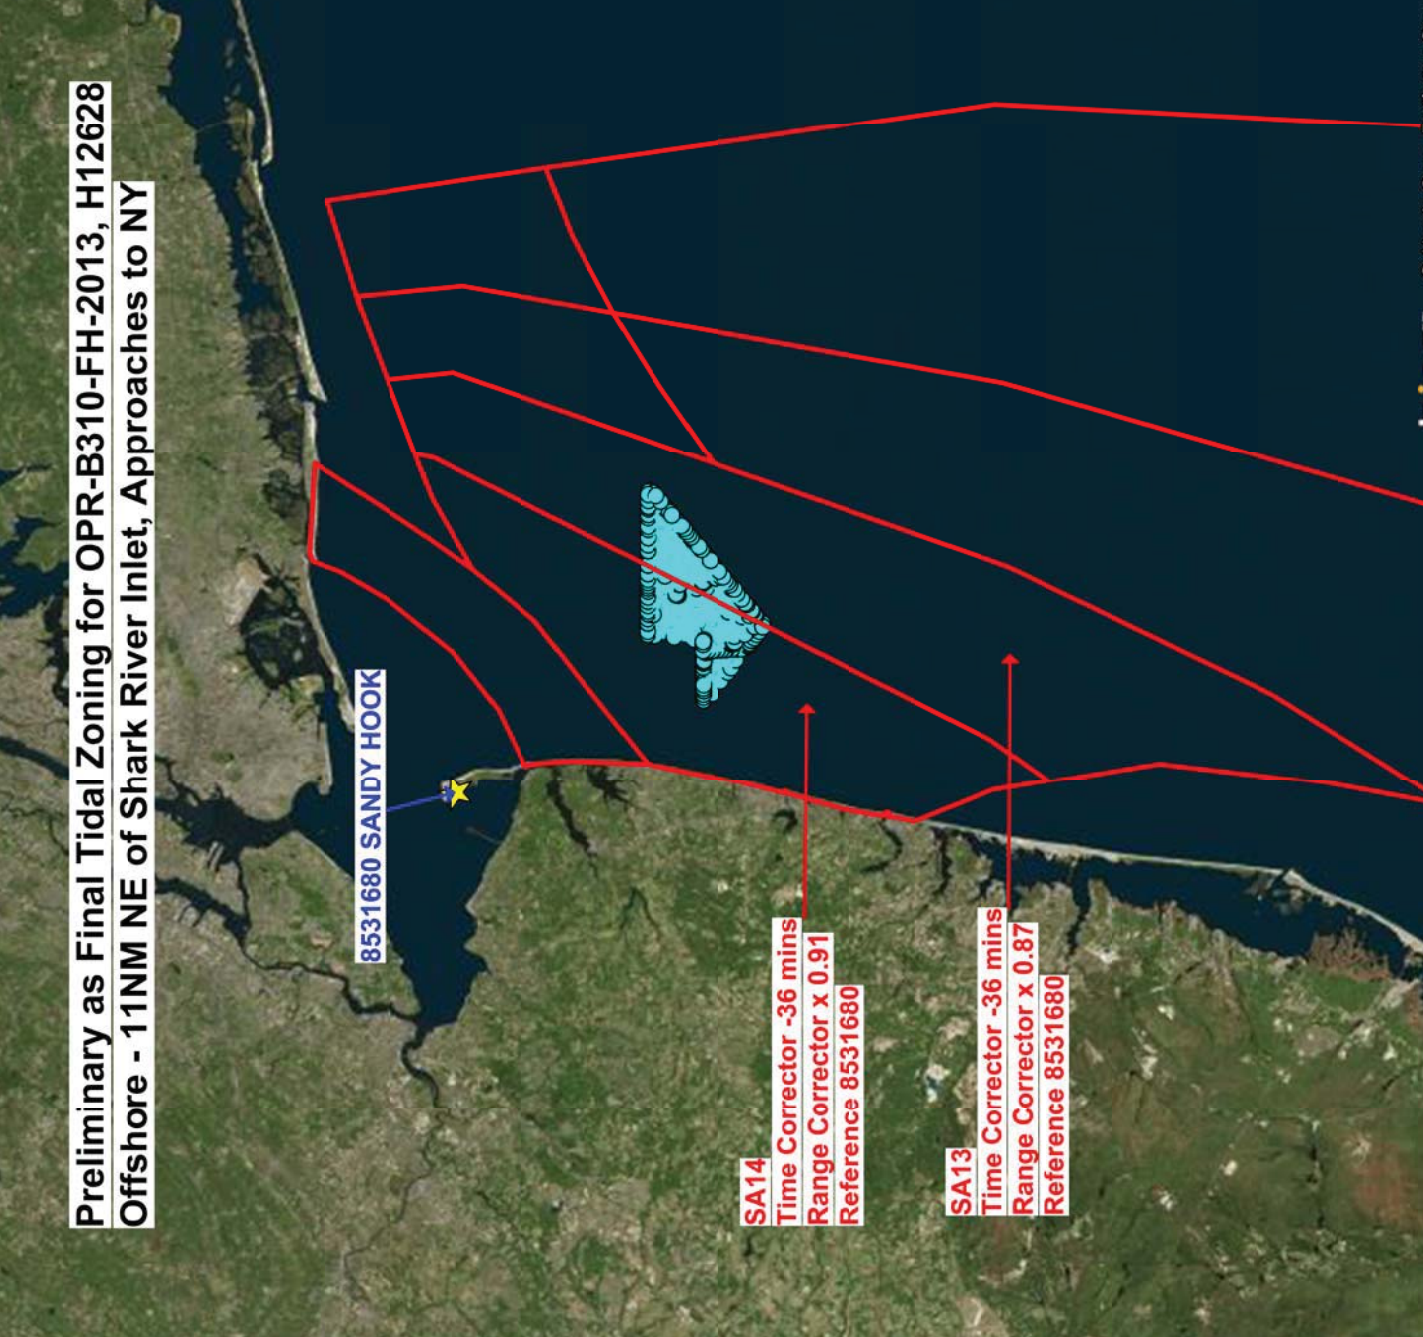 Preliminary as Final Tidal Zoning for OPR-B310-FH-2013, H12628
Offshore - 11NM NE of Shark River Inlet, Approaches to NY
8531680 SANDY HOOK
SA14
Time Corrector -36 mins
Range Corrector x 0.91
Reference 8531680
SA13
Time Corrector -36 mins
Range Corrector x 0.87
Reference 8531680